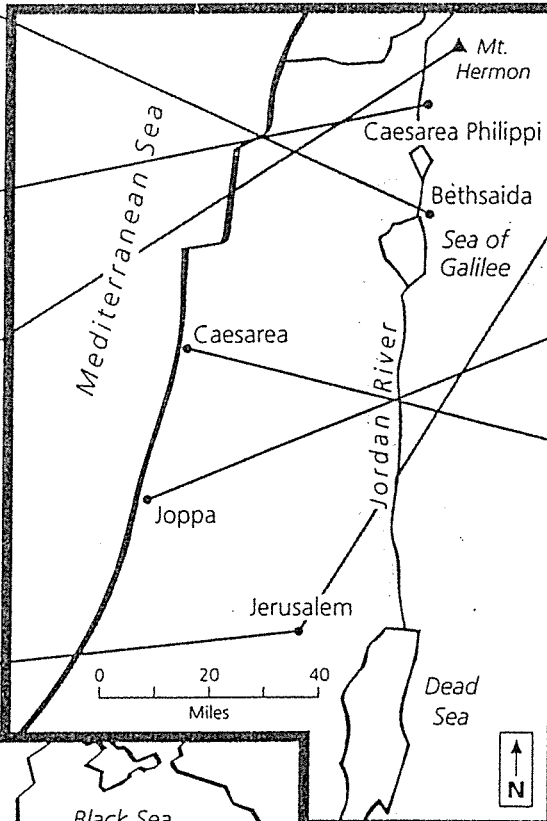 Mt.
Hermon
Caesarea Philippi
Bethsaida
Mediterranean Sea
Sea of
Galilee
Caesarea
Jordan River
Joppa
Jerusalem
0 20 40
Miles
Dead
Sea
N
Black Sea